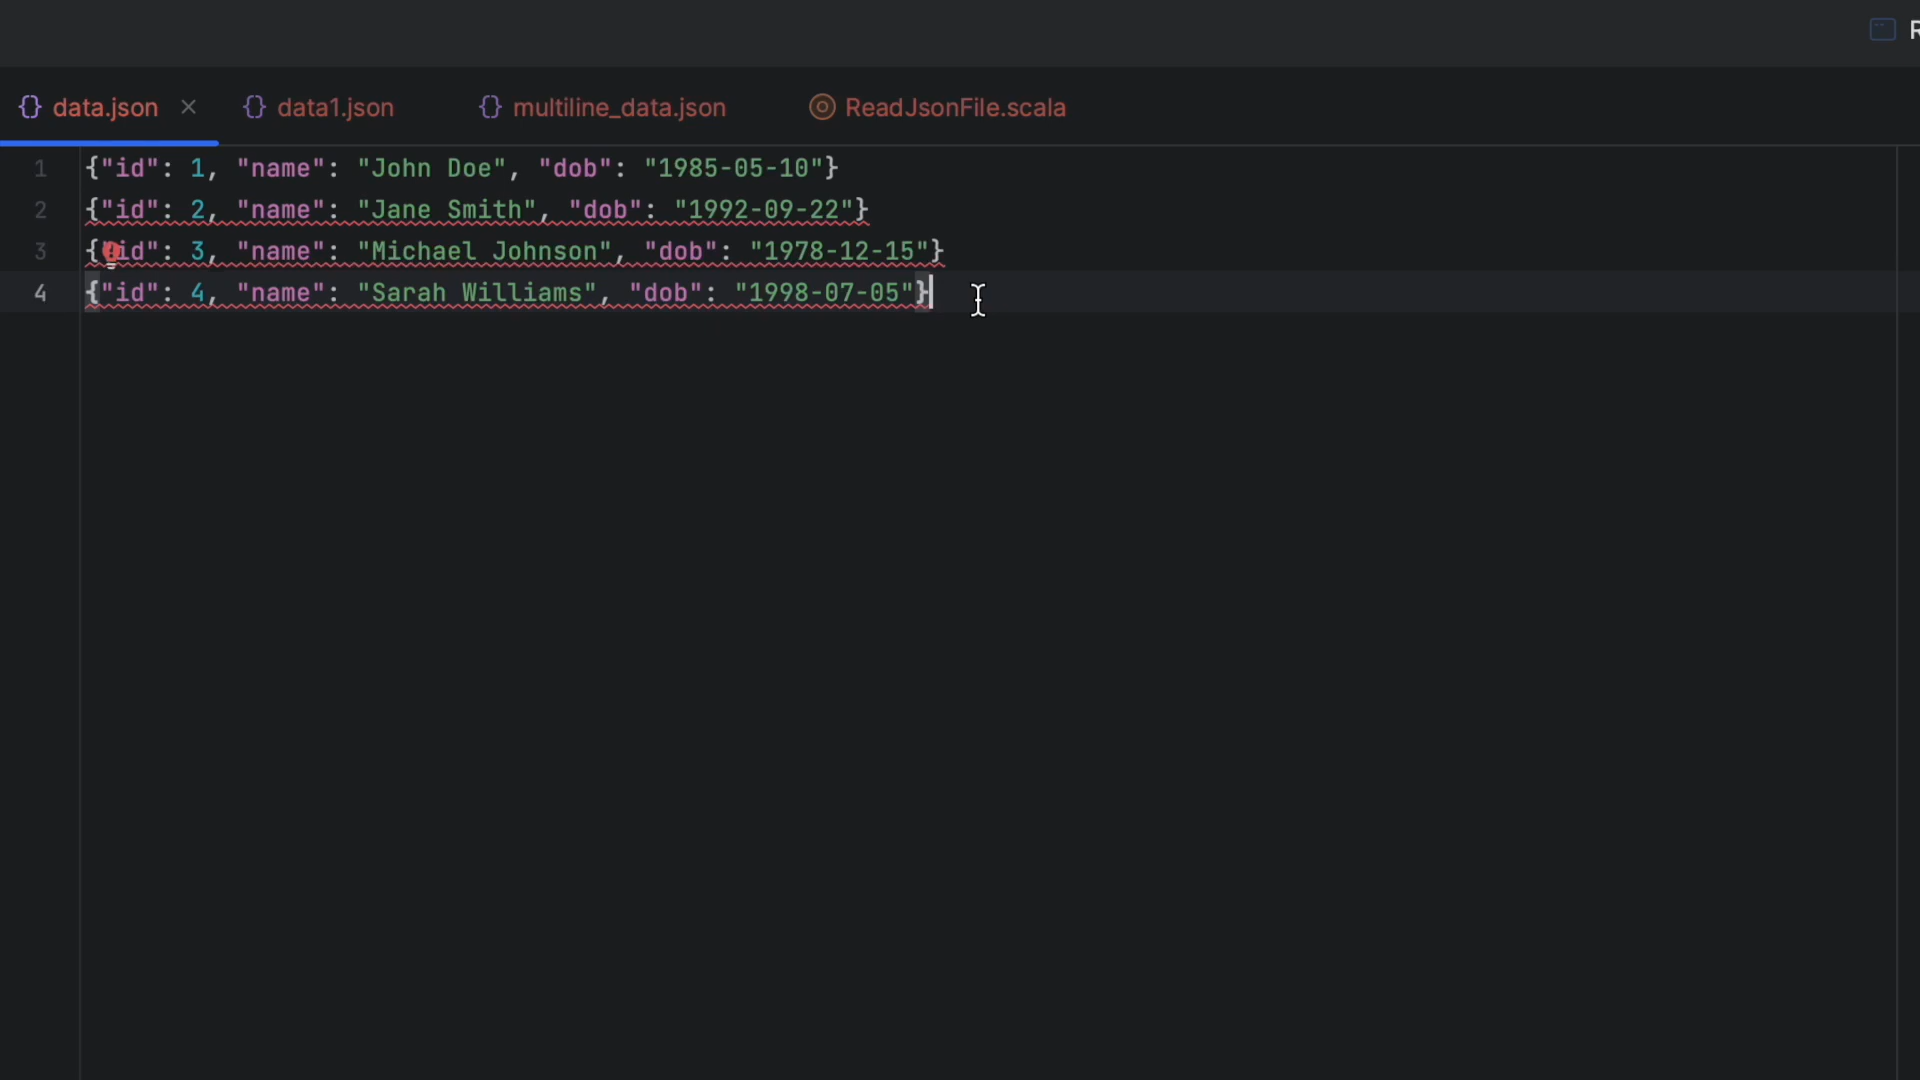 R
data.json data1.json multiline_data.json ReadJsonFile.scala
1 {"id": 1, "name": "John Doe", "dob": "1985-05-10"}
2 {"id": 2, "name": "Jane Smith", "dob": "1992-09-22"}
3 {"id": 3, "name": "Michael Johnson", "dob": "1978-12-15"}
4 {"id": 4, "name": "Sarah Williams", "dob": "1998-07-05"}